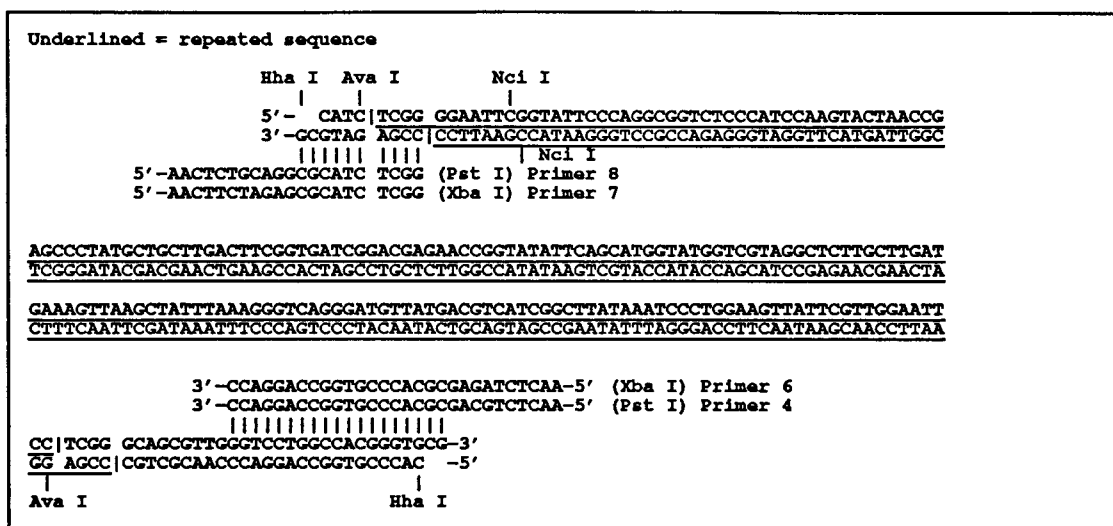 Underlined = repeated sequence
Hha I Ava I Nci I
5'- CATC|TCGG GGAATTCGGTATTCCCAGGCGGTCTCCCATCCAAGTACTAACCG
3'-GCGTAG AGCC|CCTTAAGCCATAAGGGTCCGCCAGAGGGTAGGTTCATGATTGGC
Nci I
5'-AACTCTGCAGGCGCATC TCGG (Pst I) Primer 8
5'-AACTTCTAGAGCGCATC TCGG (Xba I) Primer 7
AGCCCTATGCTGCTTGACTTCGGTGATCGGACGAGAACCGGTATATTCAGCATGGTATGGTCGTAGGCTCTTGCTTGAT
TCGGGATACGACGAACTGAAGCCACTAGCCTGCTCTTGGCCATATAAGTCGTACCATACCAGCATCCGAGAACGAACTA
GAAAGTTAAGCTATTTAAAGGGTCAGGGATGTTATGACGTCATCGGCTTATAAATCCCTGGAAGTTATTCGTTGGAATT
CTTTCAATTCGATAAATTTCCCAGTCCCTACAATACTGCAGTAGCCGAATATTTAGGGACCTTCAATAAGCAACCTTAA
3'-CCAGGACCGGTGCCCACGCGAGATCTCAA-5' (Xba I) Primer 6
3'-CCAGGACCGGTGCCCACGCGACGTCTCAA-5' (Pst I) Primer 4
CC|TCGG GCAGCGTTGGGTCCTGGCCACGGGTGCG-3'
GG AGCC|CGTCGCAACCCAGGACCGGTGCCCAC -5'
Ava I Hha I